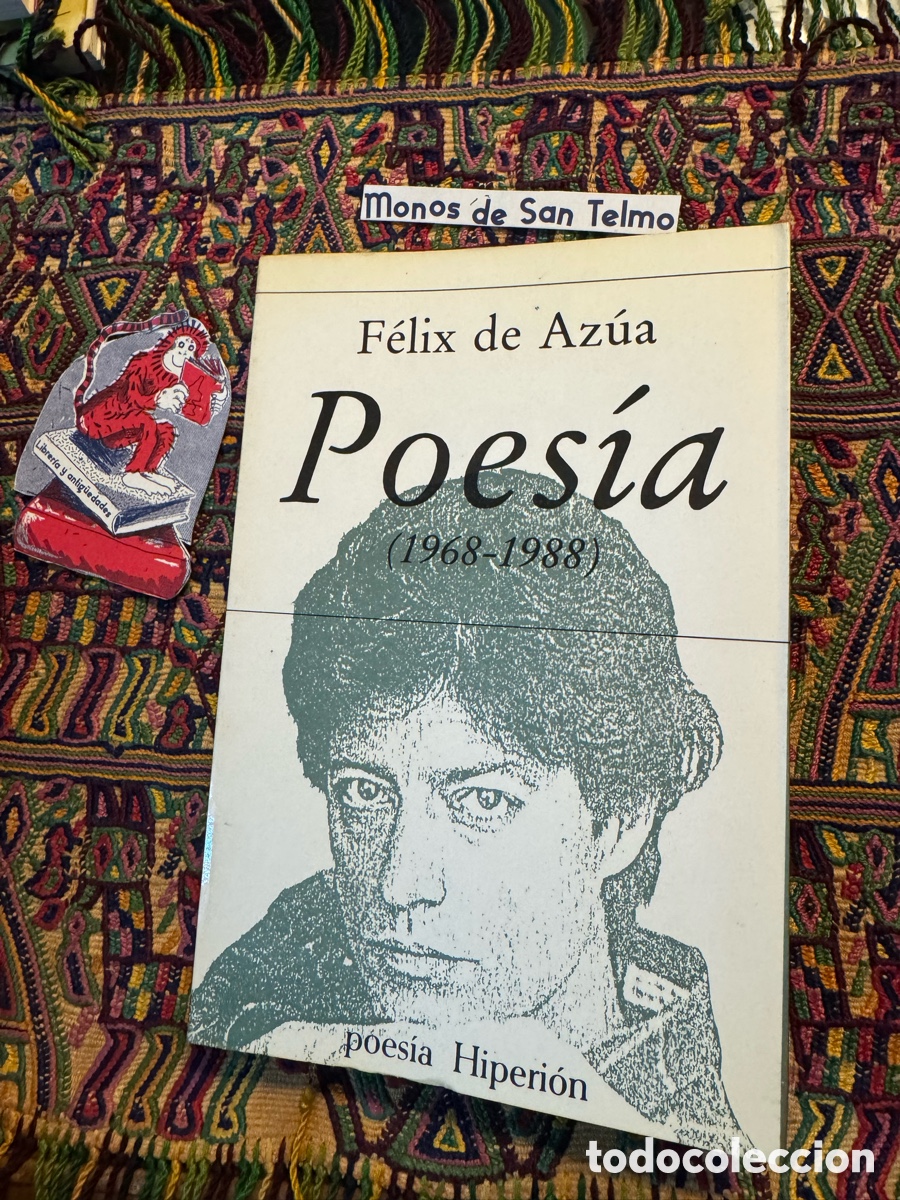 Monos de San Telmo
Félix de Azúa
Poesía
(1968-1988)
Librería y antigüedades
poesía Hiperión
todocoleccion